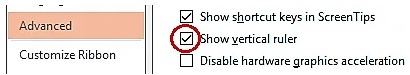 Advanced
Customize Ribbon
Show shortcut keys in ScreenTips
Show vertical ruler
Disable hardware graphics acceleration